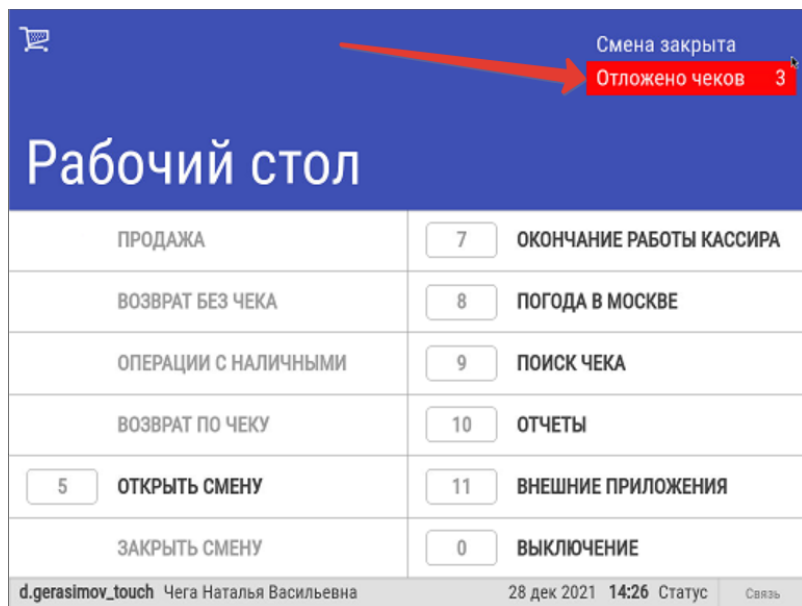 Смена закрыта
Отложено чеков 3
Рабочий стол
ПРОДАЖА
7 ОКОНЧАНИЕ РАБОТЫ КАССИРА
ВОЗВРАТ БЕЗ ЧЕКА
8 ПОГОДА В МОСКВЕ
ОПЕРАЦИИ С НАЛИЧНЫМИ
9 ПОИСК ЧЕКА
ВОЗВРАТ ПО ЧЕКУ
10 ОТЧЕТЫ
5 ОТКРЫТЬ СМЕНУ
11 ВНЕШНИЕ ПРИЛОЖЕНИЯ
ЗАКРЫТЬ СМЕНУ
0 ВЫКЛЮЧЕНИЕ
d.gerasimov_touch Чега Наталья Васильевна 28 дек 2021 14:26 Статус Связь